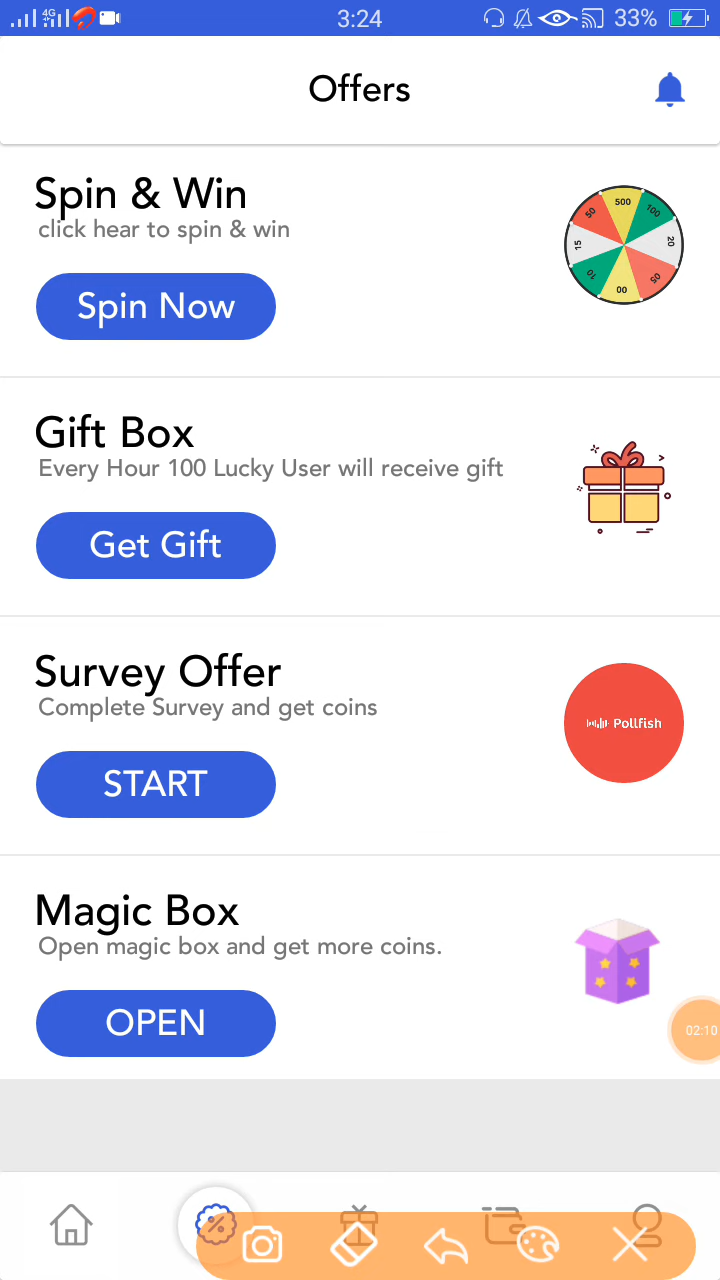 4G 3:24 33%
Offers
Spin & Win
click hear to spin & win
Spin Now
500
100
20
05
00
10
15
50
Gift Box
Every Hour 100 Lucky User will receive gift
Get Gift
Survey Offer
Complete Survey and get coins
START
Pollfish
Magic Box
Open magic box and get more coins.
OPEN
02:10